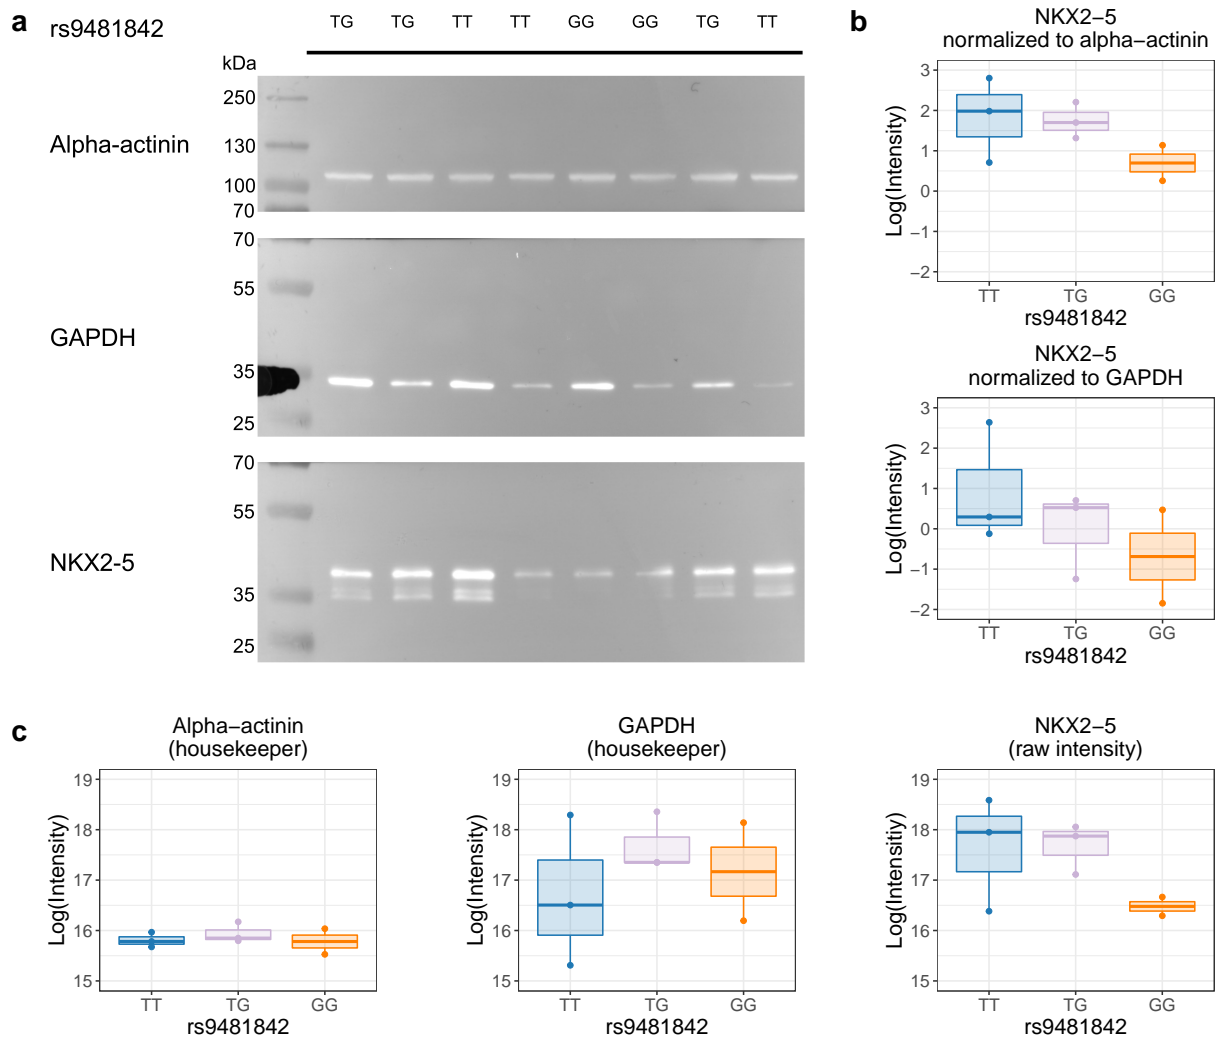 a
rs9481842
TG TG TT TT GG GG TG TT
kDa
250
Alpha-actinin
130
100
70
70
55
GAPDH
35
25
70
55
NKX2-5
35
25
b
NKX2−5
normalized to alpha−actinin
Log(Intensity)
3
2
1
0
−1
−2
TT TG GG
rs9481842
NKX2−5
normalized to GAPDH
Log(Intensity)
3
2
1
0
−1
−2
TT TG GG
rs9481842
c
Alpha−actinin
(housekeeper)
Log(Intensity)
19
18
17
16
15
TT TG GG
rs9481842
GAPDH
(housekeeper)
Log(Intensity)
19
18
17
16
15
TT TG GG
rs9481842
NKX2−5
(raw intensity)
Log(Intensity)
19
18
17
16
15
TT TG GG
rs9481842